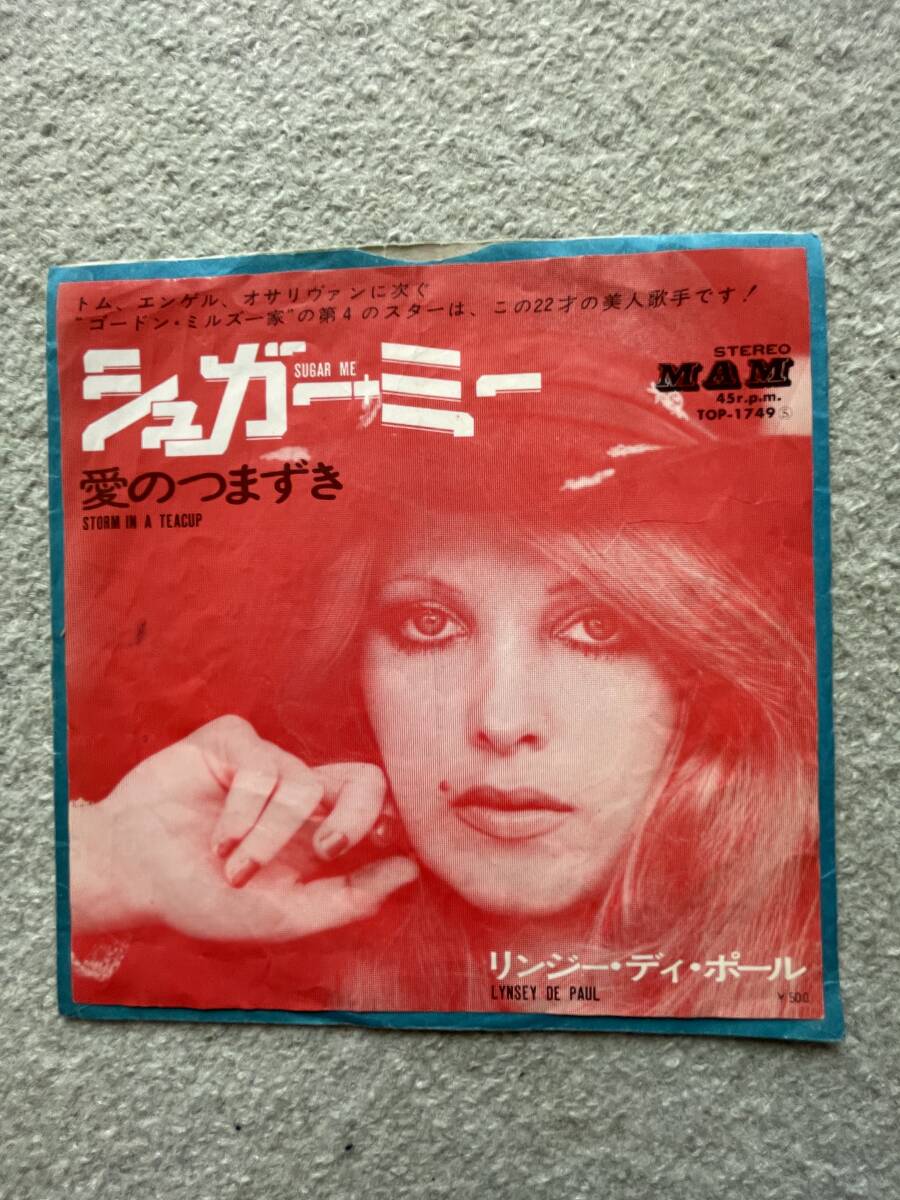 トム、エンゲル、オサリヴァンに次ぐ
“ゴードン・ミルズ一家”の第4のスターは、この22才の美人歌手です！
シュガー・ミー
SUGAR ME
愛のつまずき
STORM IN A TEACUP
STEREO
MAM
45r.p.m.
TOP-1749Ⓢ
リンジー・ディ・ポール
LYNSEY DE PAUL
￥500